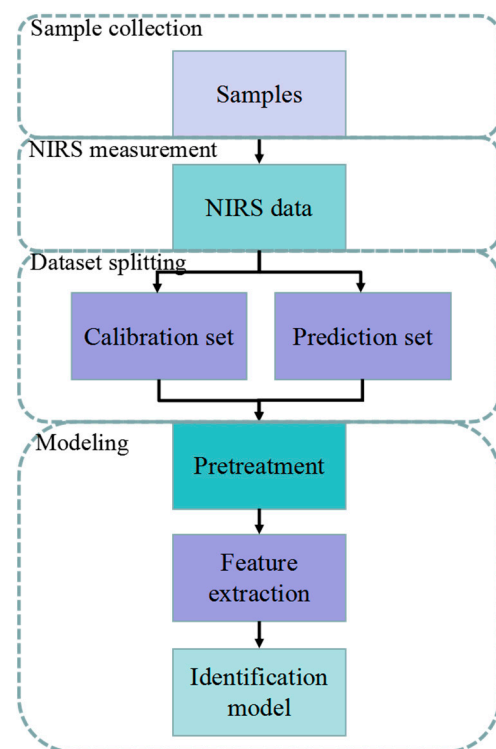 Sample collection
Samples
NIRS measurement
NIRS data
Dataset splitting
Calibration set
Prediction set
Modeling
Pretreatment
Feature
extraction
Identification
model